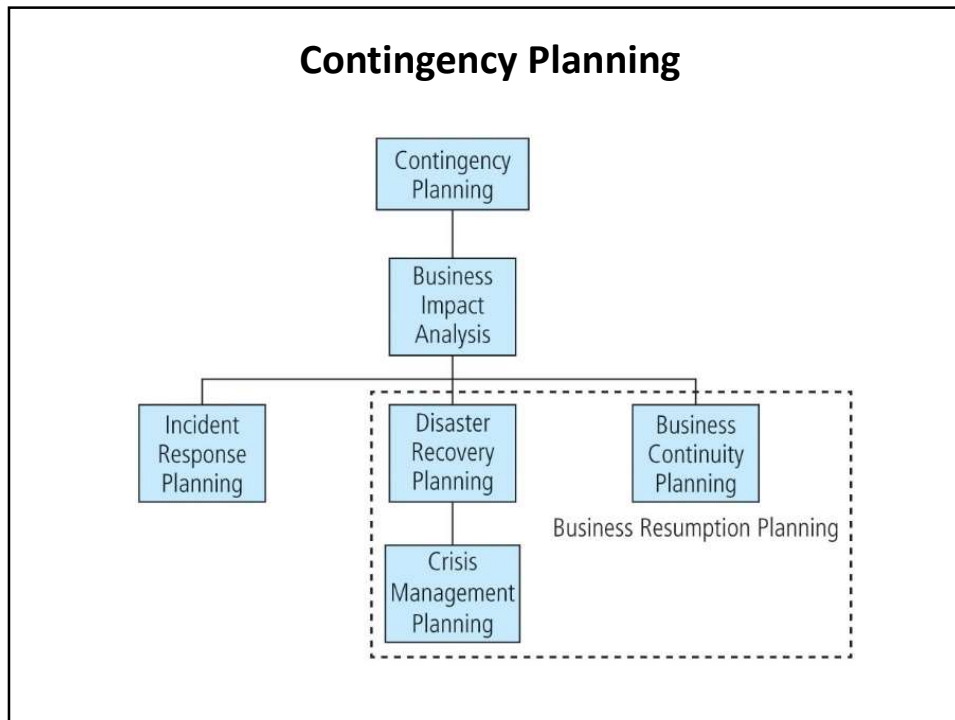 Contingency Planning
Contingency
Planning
Business
Impact
Analysis
Incident
Response
Planning
Disaster
Recovery
Planning
Business
Continuity
Planning
Business Resumption Planning
Crisis
Management
Planning